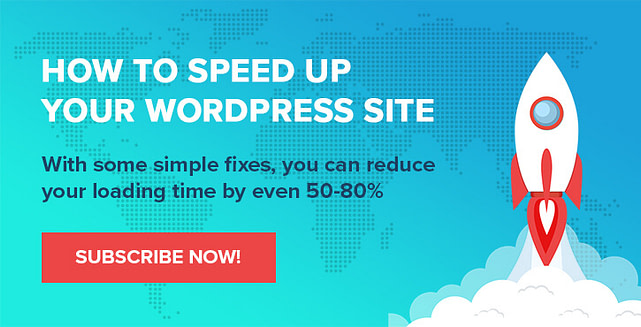 HOW TO SPEED UP
YOUR WORDPRESS SITE
With some simple fixes, you can reduce
your loading time by even 50-80%
SUBSCRIBE NOW!